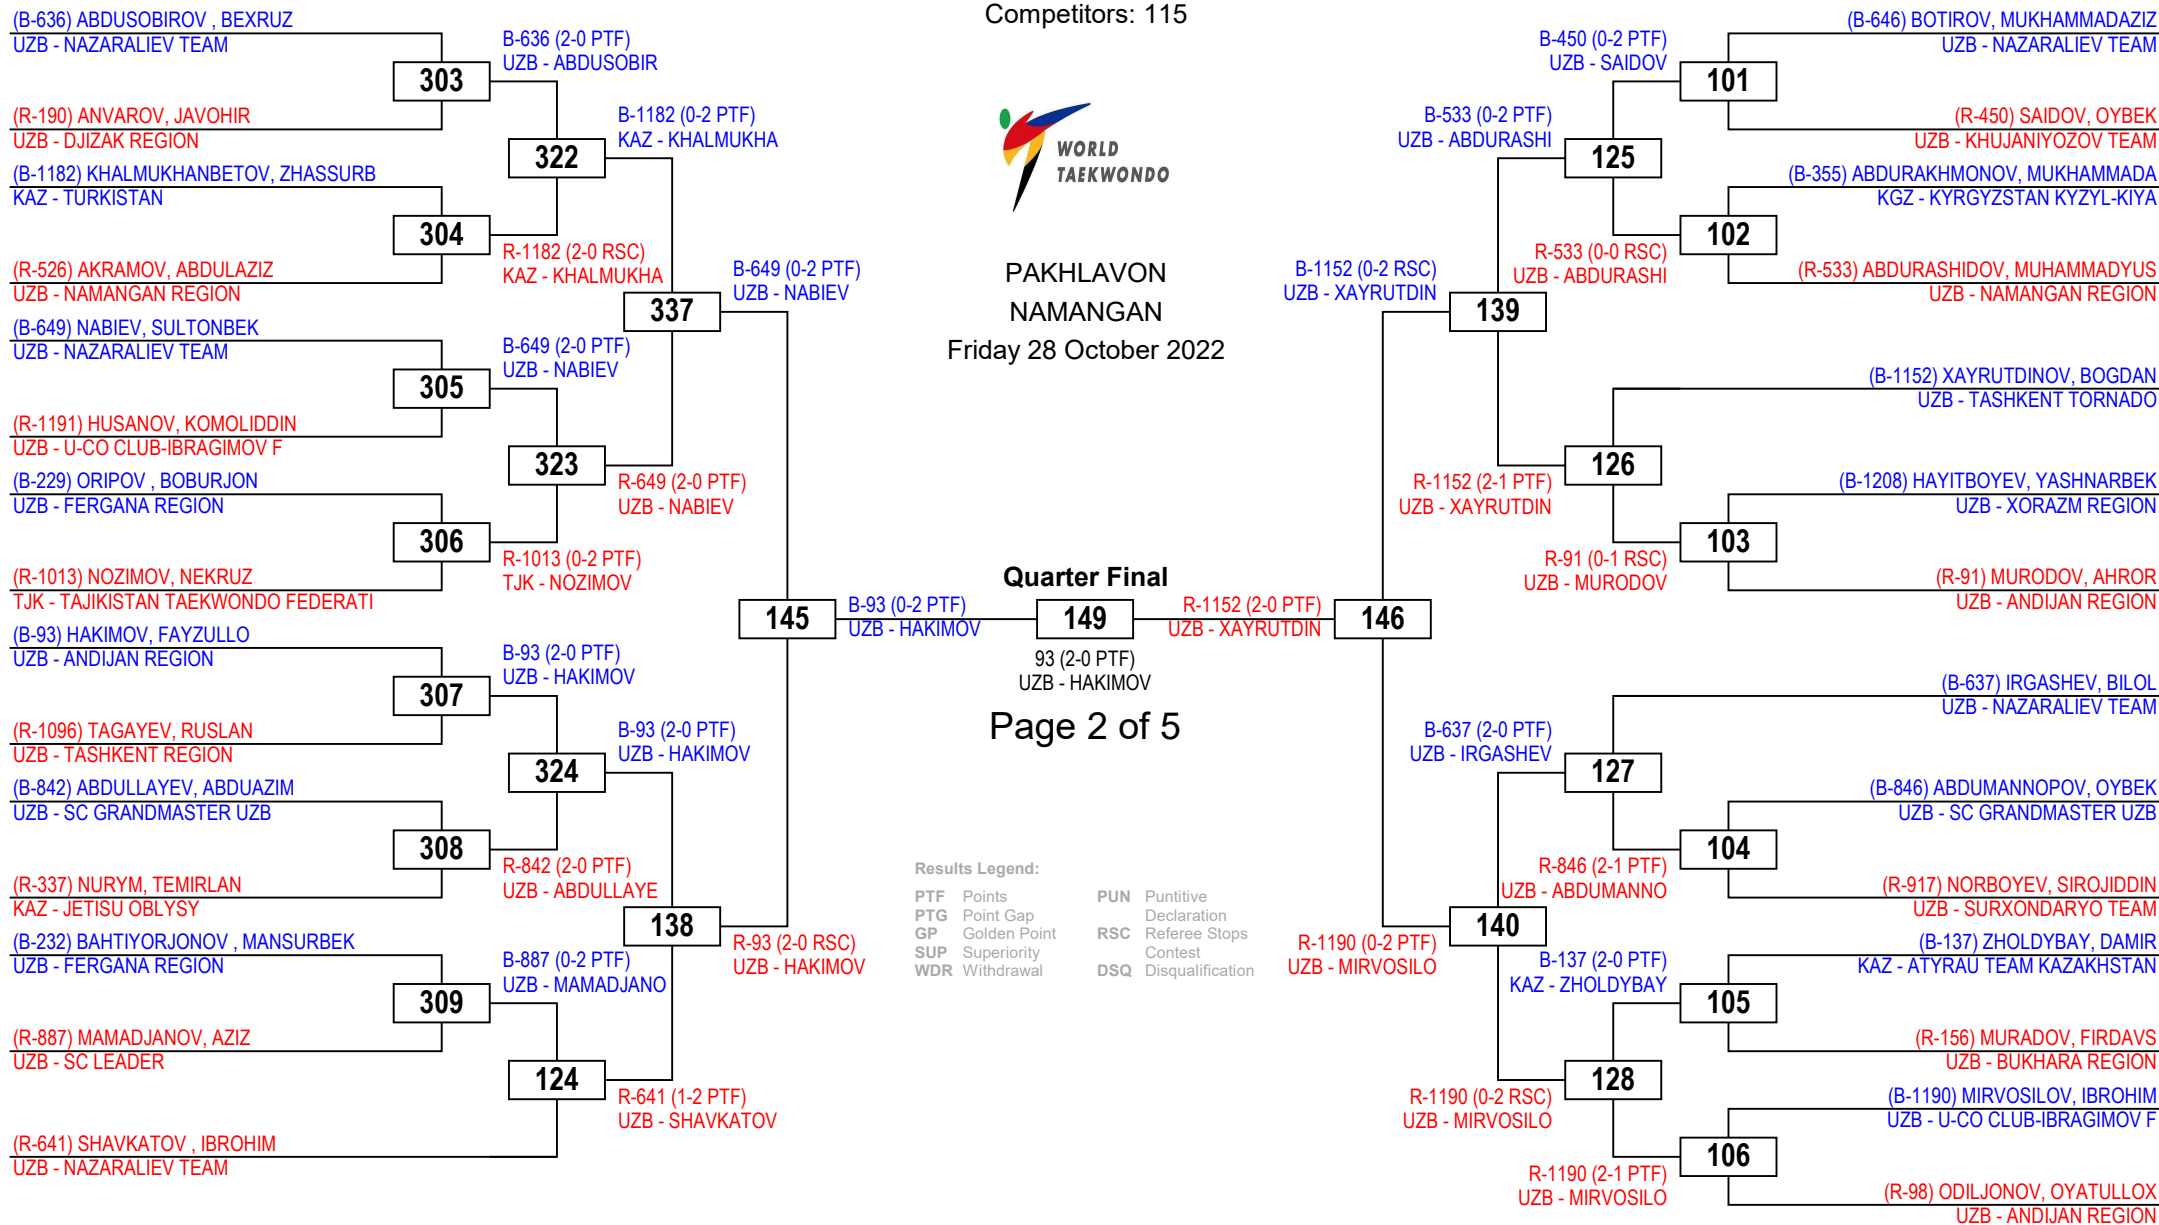 Competitors: 115
(B-636) ABDUSOBIROV , BEXRUZ
UZB - NAZARALIEV TEAM
303
(R-190) ANVAROV, JAVOHIR
UZB - DJIZAK REGION
(B-1182) KHALMUKHANBETOV, ZHASSURB
KAZ - TURKISTAN
304
(R-526) AKRAMOV, ABDULAZIZ
UZB - NAMANGAN REGION
(B-649) NABIEV, SULTONBEK
UZB - NAZARALIEV TEAM
305
(R-1191) HUSANOV, KOMOLIDDIN
UZB - U-CO CLUB-IBRAGIMOV F
(B-229) ORIPOV , BOBURJON
UZB - FERGANA REGION
306
(R-1013) NOZIMOV, NEKRUZ
TJK - TAJIKISTAN TAEKWONDO FEDERATI
(B-93) HAKIMOV, FAYZULLO
UZB - ANDIJAN REGION
307
(R-1096) TAGAYEV, RUSLAN
UZB - TASHKENT REGION
(B-842) ABDULLAYEV, ABDUAZIM
UZB - SC GRANDMASTER UZB
308
(R-337) NURYM, TEMIRLAN
KAZ - JETISU OBLYSY
(B-232) BAHTIYORJONOV , MANSURBEK
UZB - FERGANA REGION
309
(R-887) MAMADJANOV, AZIZ
UZB - SC LEADER
(R-641) SHAVKATOV , IBROHIM
UZB - NAZARALIEV TEAM
B-636 (2-0 PTF)
UZB - ABDUSOBIR
322
R-1182 (2-0 RSC)
KAZ - KHALMUKHA
B-649 (2-0 PTF)
UZB - NABIEV
323
R-1013 (0-2 PTF)
TJK - NOZIMOV
B-93 (2-0 PTF)
UZB - HAKIMOV
324
R-842 (2-0 PTF)
UZB - ABDULLAYE
B-887 (0-2 PTF)
UZB - MAMADJANO
124
B-1182 (0-2 PTF)
KAZ - KHALMUKHA
337
R-649 (2-0 PTF)
UZB - NABIEV
B-93 (2-0 PTF)
UZB - HAKIMOV
138
R-641 (1-2 PTF)
UZB - SHAVKATOV
B-649 (0-2 PTF)
UZB - NABIEV
145
R-93 (2-0 RSC)
UZB - HAKIMOV
B-93 (0-2 PTF)
UZB - HAKIMOV
WORLD
TAEKWONDO
PAKHLAVON
NAMANGAN
Friday 28 October 2022
Quarter Final
149
93 (2-0 PTF)
UZB - HAKIMOV
Page 2 of 5
Results Legend:
PTF Points
PTG Point Gap
GP Golden Point
SUP Superiority
WDR Withdrawal
PUN Puntitive
Declaration
RSC Referee Stops
Contest
DSQ Disqualification
R-1152 (2-0 PTF)
UZB - XAYRUTDIN
B-1152 (0-2 RSC)
UZB - XAYRUTDIN
146
R-1190 (0-2 PTF)
UZB - MIRVOSILO
B-533 (0-2 PTF)
UZB - ABDURASHI
139
R-1152 (2-1 PTF)
UZB - XAYRUTDIN
B-637 (2-0 PTF)
UZB - IRGASHEV
140
R-1190 (0-2 RSC)
UZB - MIRVOSILO
B-450 (0-2 PTF)
UZB - SAIDOV
125
R-533 (0-0 RSC)
UZB - ABDURASHI
126
R-91 (0-1 RSC)
UZB - MURODOV
127
R-846 (2-1 PTF)
UZB - ABDUMANNO
B-137 (2-0 PTF)
KAZ - ZHOLDYBAY
128
R-1190 (2-1 PTF)
UZB - MIRVOSILO
(B-646) BOTIROV, MUKHAMMADAZIZ
UZB - NAZARALIEV TEAM
101
(R-450) SAIDOV, OYBEK
UZB - KHUJANIYOZOV TEAM
(B-355) ABDURAKHMONOV, MUKHAMMADA
KGZ - KYRGYZSTAN KYZYL-KIYA
102
(R-533) ABDURASHIDOV, MUHAMMADYUS
UZB - NAMANGAN REGION
(B-1152) XAYRUTDINOV, BOGDAN
UZB - TASHKENT TORNADO
(B-1208) HAYITBOYEV, YASHNARBEK
UZB - XORAZM REGION
103
(R-91) MURODOV, AHROR
UZB - ANDIJAN REGION
(B-637) IRGASHEV, BILOL
UZB - NAZARALIEV TEAM
(B-846) ABDUMANNOPOV, OYBEK
UZB - SC GRANDMASTER UZB
104
(R-917) NORBOYEV, SIROJIDDIN
UZB - SURXONDARYO TEAM
(B-137) ZHOLDYBAY, DAMIR
KAZ - ATYRAU TEAM KAZAKHSTAN
105
(R-156) MURADOV, FIRDAVS
UZB - BUKHARA REGION
(B-1190) MIRVOSILOV, IBROHIM
UZB - U-CO CLUB-IBRAGIMOV F
106
(R-98) ODILJONOV, OYATULLOX
UZB - ANDIJAN REGION